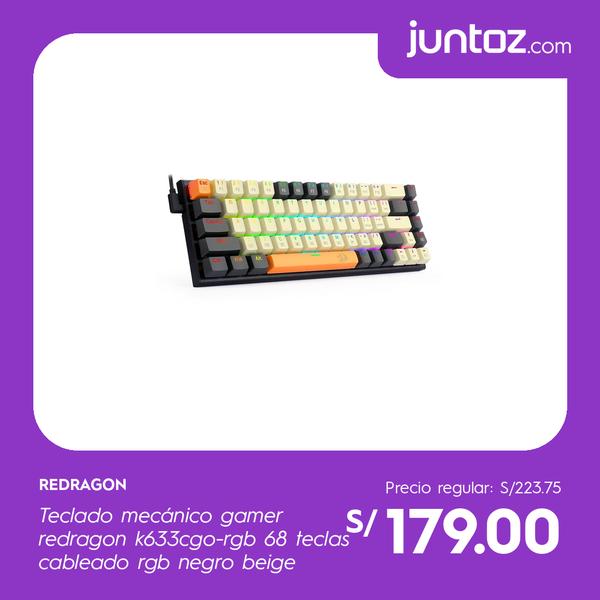 juntoz.com
REDRAGON
Teclado mecánico gamer
redragon k633cgo-rgb 68 teclas
cableado rgb negro beige
Precio regular: S/223.75
S/179.00